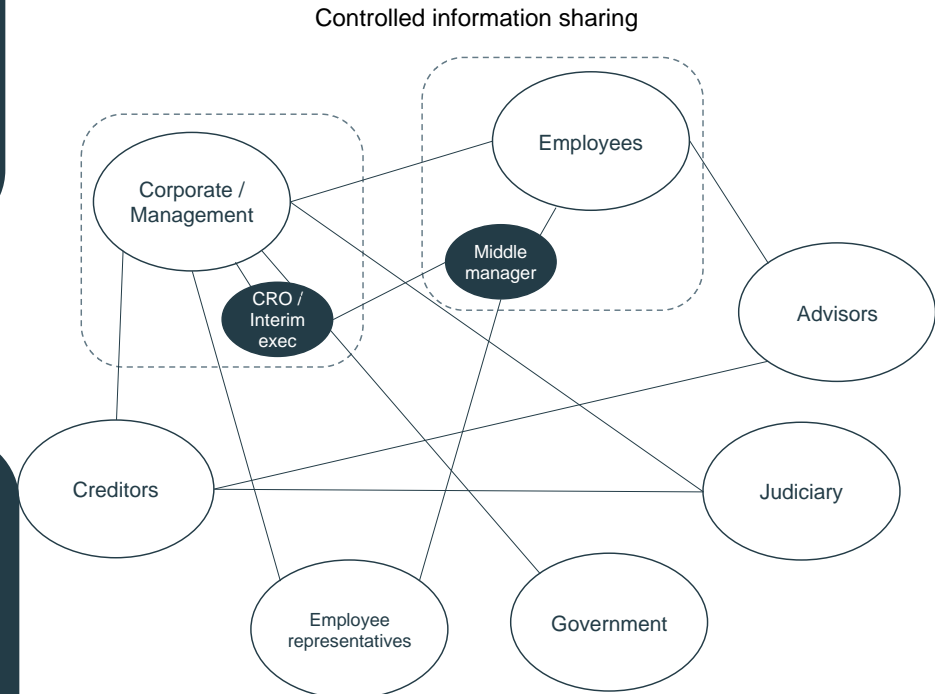 Controlled information sharing
Employees
Corporate /
Management
Middle
manager
CRO /
Interim
exec
Advisors
Creditors
Judiciary
Employee
representatives
Government